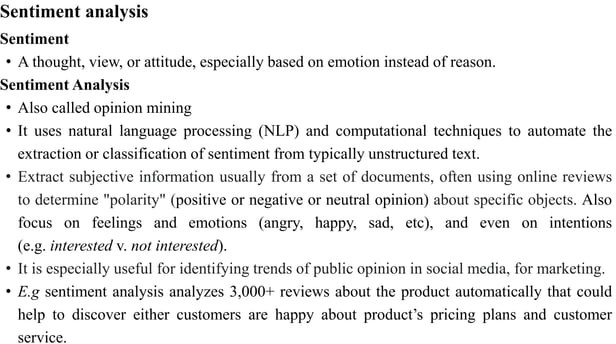 Sentiment analysis
Sentiment
• A thought, view, or attitude, especially based on emotion instead of reason.
Sentiment Analysis
• Also called opinion mining
• It uses natural language processing (NLP) and computational techniques to automate the
extraction or classification of sentiment from typically unstructured text.
• Extract subjective information usually from a set of documents, often using online reviews
to determine "polarity" (positive or negative or neutral opinion) about specific objects. Also
focus on feelings and emotions (angry, happy, sad, etc), and even on intentions
(e.g. interested v. not interested).
• It is especially useful for identifying trends of public opinion in social media, for marketing.
• E.g sentiment analysis analyzes 3,000+ reviews about the product automatically that could
help to discover either customers are happy about product’s pricing plans and customer
service.